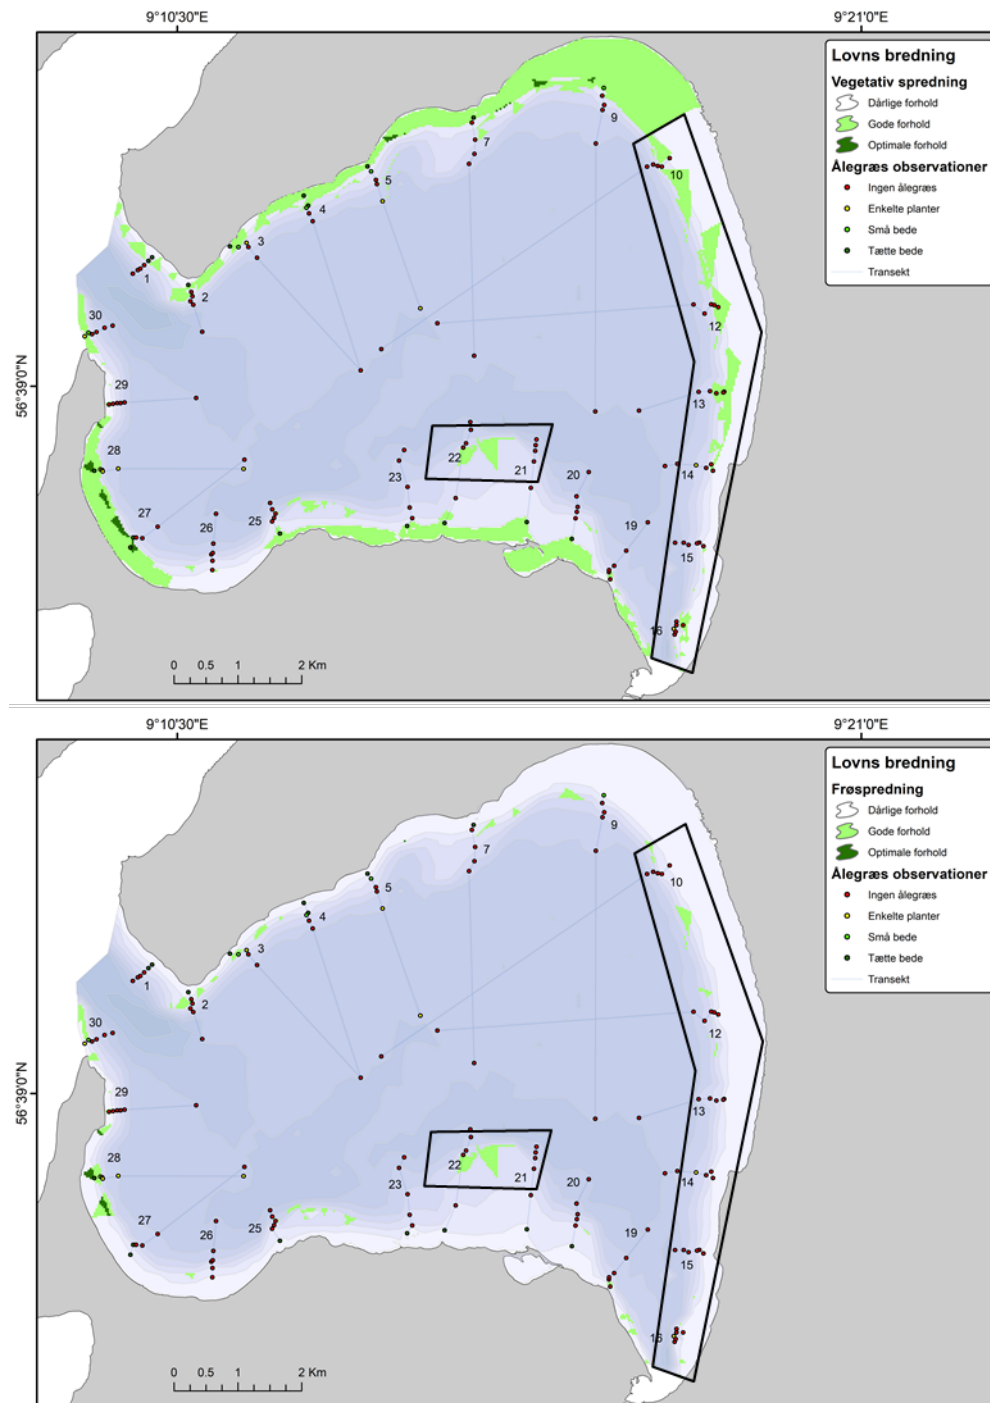 9°10'30"E
9°21'0"E
56°39'0"N
Lovns bredning
Vegetativ spredning
Dårlige forhold
Gode forhold
Optimale forhold
Ålegræs observationer
Ingen ålegræs
Enkelte planter
Små bede
Tætte bede
Transekt
9
7
10
5
4
3
1
2
30
12
29
13
22
28
21
23
20
14
27
26
25
19
15
16
0 0.5 1 2 Km
9°10'30"E
9°21'0"E
56°39'0"N
Lovns bredning
Frøspredning
Dårlige forhold
Gode forhold
Optimale forhold
Ålegræs observationer
Ingen ålegræs
Enkelte planter
Små bede
Tætte bede
Transekt
9
7
10
5
4
3
1
2
30
12
29
13
22
28
21
23
20
14
27
26
25
19
15
16
0 0.5 1 2 Km